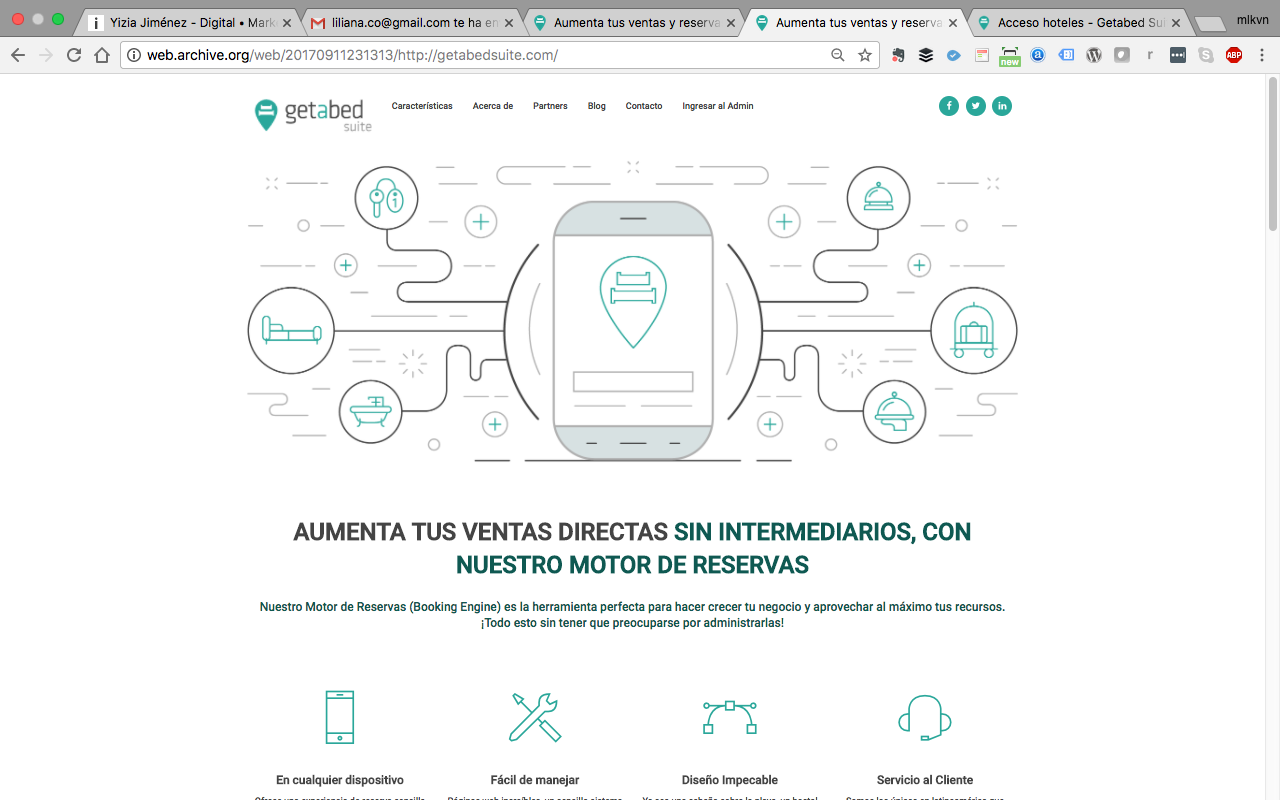 Yizia Jiménez - Digital • Mark
liliana.co@gmail.com te ha en
Aumenta tus ventas y reserva
Aumenta tus ventas y reserva
Acceso hoteles - Getabed Sui
mlkvn
web.archive.org/web/20170911231313/http://getabedsuite.com/
new
ABP
getabed
suite
Características
Acerca de
Partners
Blog
Contacto
Ingresar al Admin
AUMENTA TUS VENTAS DIRECTAS SIN INTERMEDIARIOS, CON
NUESTRO MOTOR DE RESERVAS
Nuestro Motor de Reservas (Booking Engine) es la herramienta perfecta para hacer crecer tu negocio y aprovechar al máximo tus recursos.
¡Todo esto sin tener que preocuparse por administrarlas!
En cualquier dispositivo
Fácil de manejar
Diseño Impecable
Servicio al Cliente